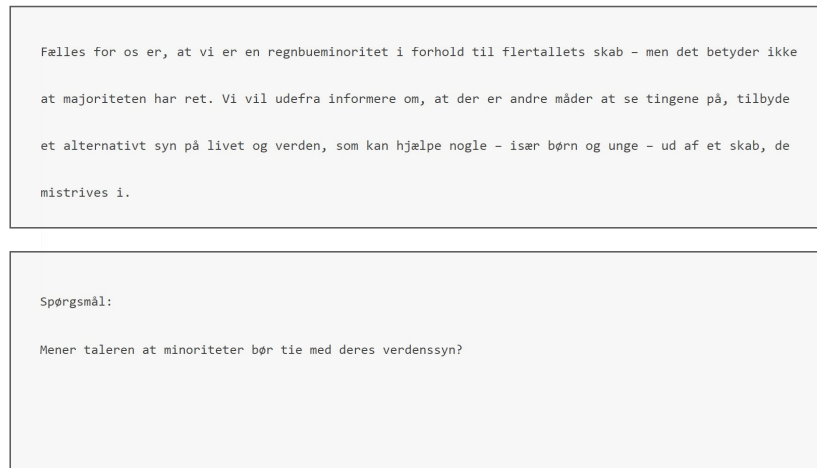 Fælles for os er, at vi er en regnbueminoritet i forhold til flertallets skab – men det betyder ikke
at majoriteten har ret. Vi vil udefra informere om, at der er andre måder at se tingene på, tilbyde
et alternativt syn på livet og verden, som kan hjælpe nogle – især børn og unge – ud af et skab, de
mistrives i.
Spørgsmål:
Mener taleren at minoriteter bør tie med deres verdenssyn?